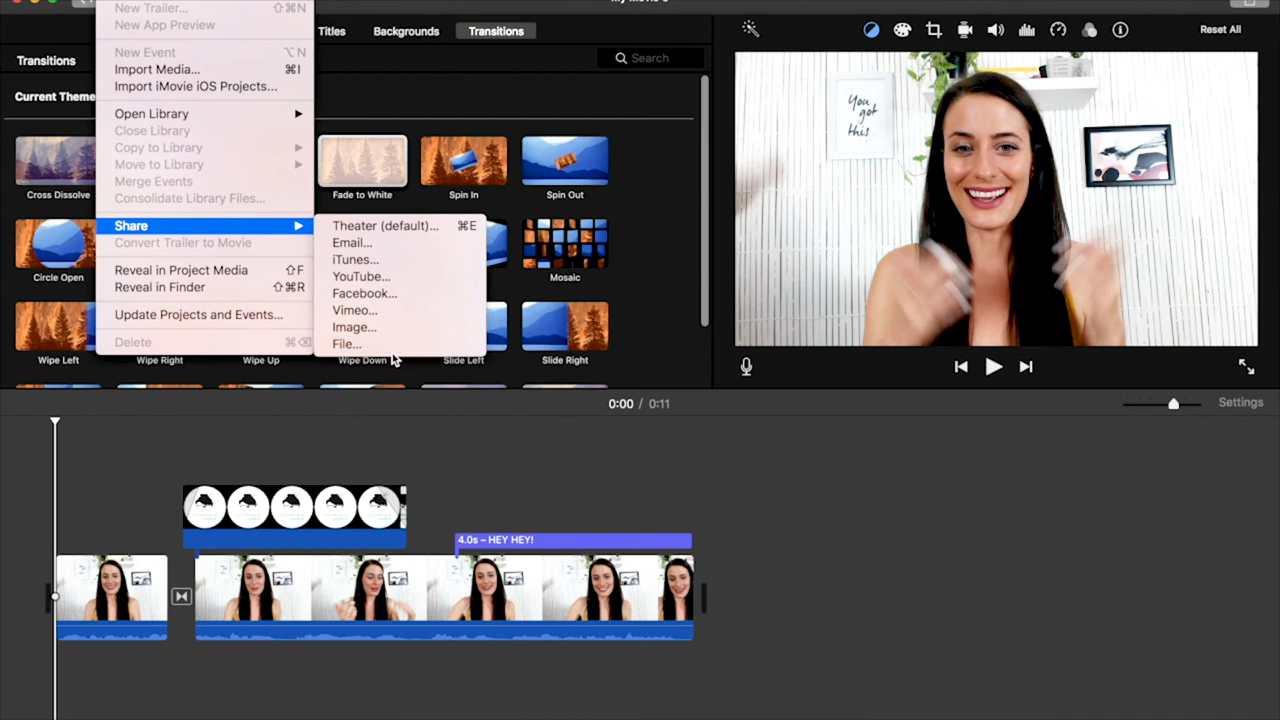 New Trailer... ⇧⌘N
New App Preview
New Event ⌥N
Import Media... ⌘I
Import iMovie iOS Projects...
Open Library
Close Library
Copy to Library
Move to Library
Merge Events
Consolidate Library Files...
Share
Convert Trailer to Movie
Reveal in Project Media ⇧F
Reveal in Finder ⇧⌘R
Update Projects and Events...
Delete ⌘⌫
Theater (default)... ⌘E
Email...
iTunes...
YouTube...
Facebook...
Vimeo...
Image...
File...
Titles Backgrounds Transitions
Transitions
Search
Current Theme
Cross Dissolve Fade to White Spin In Spin Out
Circle Open Mosaic
Wipe Left Wipe Right Wipe Up Wipe Down Slide Left Slide Right
Reset All
you
got
this
0:00 / 0:11
Settings
4.0s – HEY HEY!